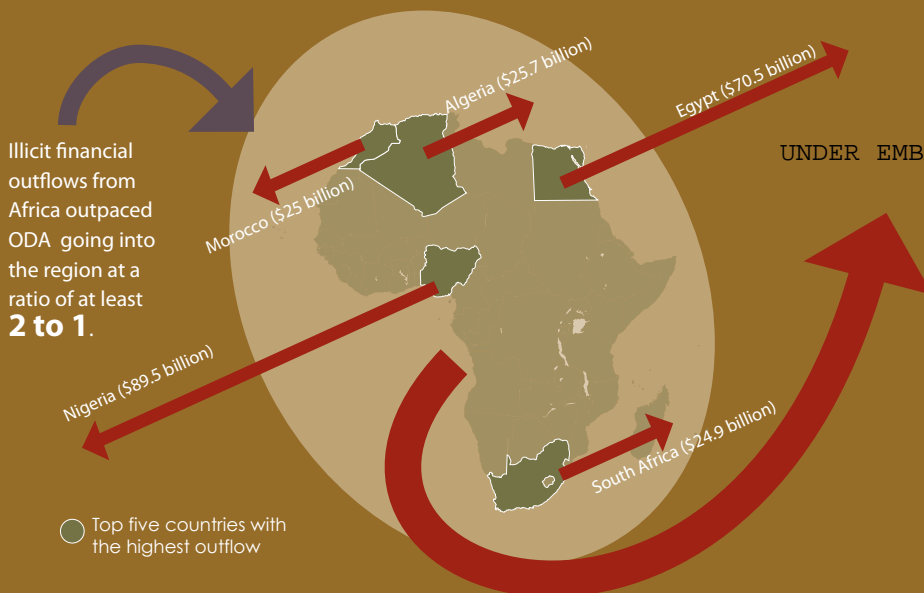 Illicit financial
outflows from
Africa outpaced
ODA going into
the region at a
ratio of at least
2 to 1.
Algeria ($25.7 billion)
Egypt ($70.5 billion)
UNDER EMB
Morocco ($25 billion)
Nigeria ($89.5 billion)
South Africa ($24.9 billion)
Top five countries with
the highest outflow